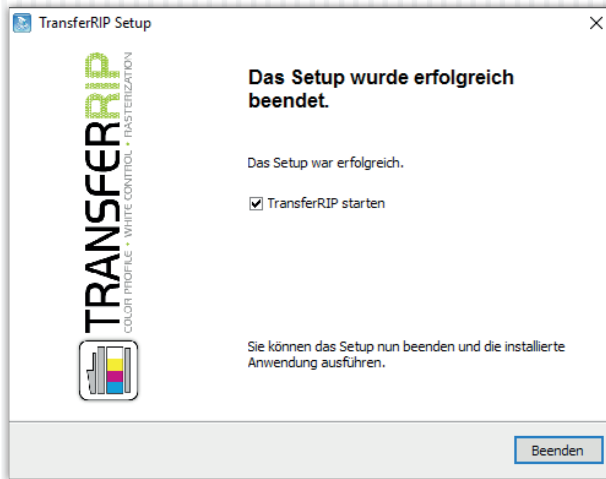 TransferRIP Setup
TRANSFERRIP
COLOR PROFILE • WHITE CONTROL • RASTERIZATION
Das Setup wurde erfolgreich
beendet.
Das Setup war erfolgreich.
TransferRIP starten
Sie können das Setup nun beenden und die installierte
Anwendung ausführen.
Beenden